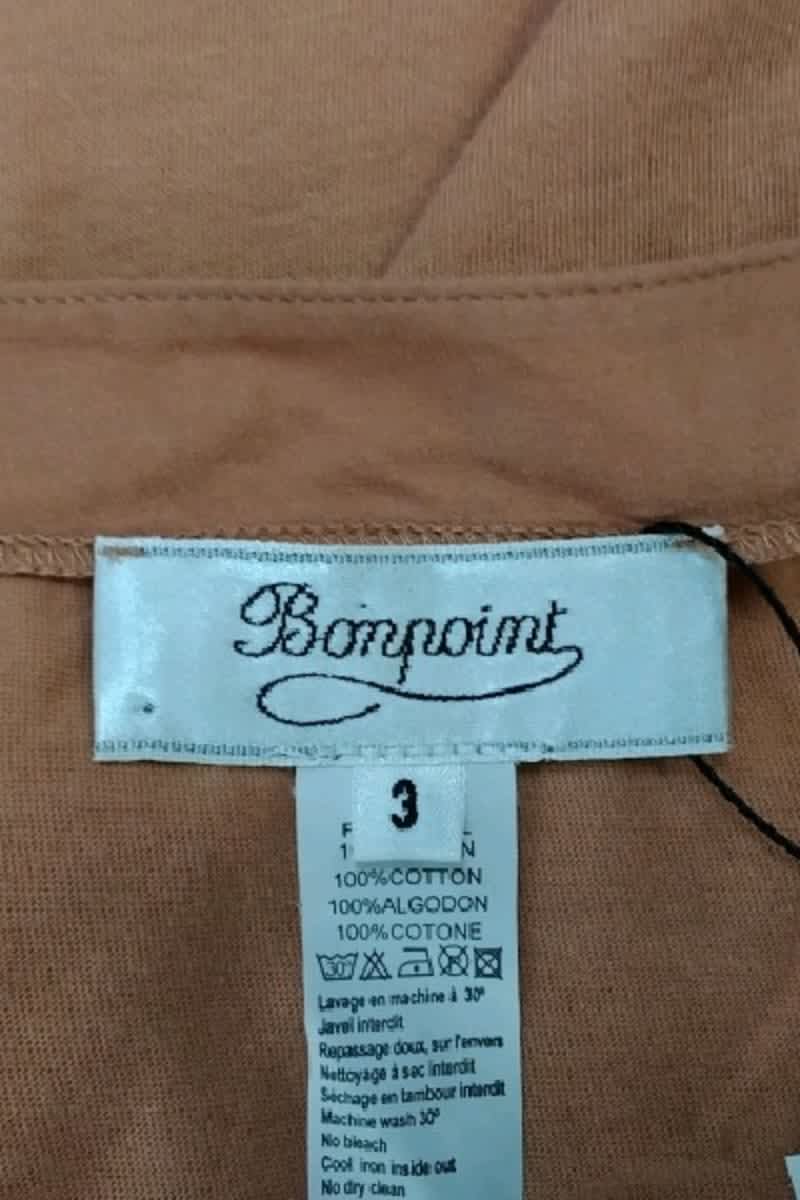 Bonpoint
3
100%COTTON
100%ALGODON
100%COTONE
30°
Lavage en machine à 30°
Javel interdit
Repassage doux, sur l'envers
Nettoyage à sec interdit
Séchage en tambour interdit
Machine wash 30°
No bleach
Cool iron inside out
No dry clean